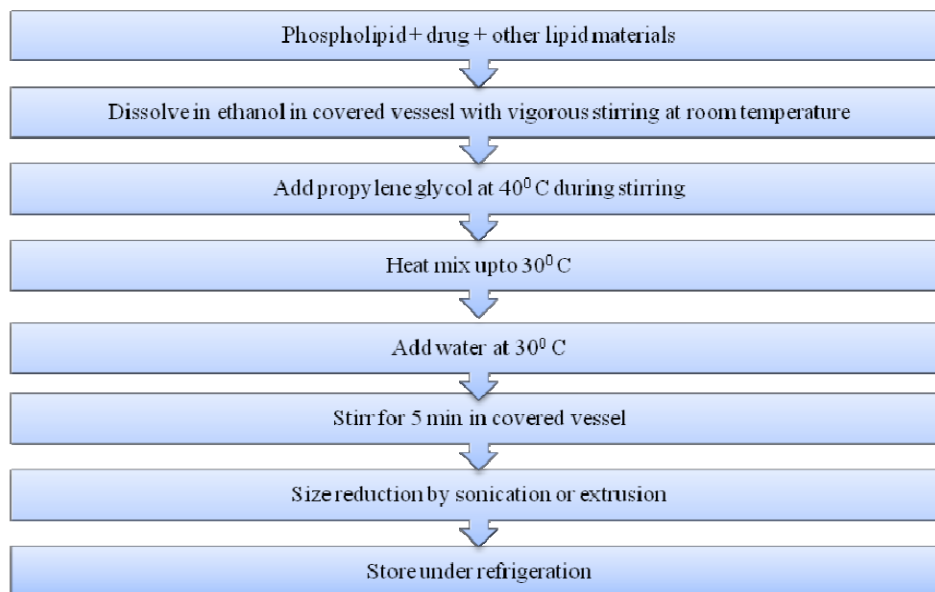 Phospholipid + drug + other lipid materials
Dissolve in ethanol in covered vessesl with vigorous stirring at room temperature
Add propylene glycol at 40⁰ C during stirring
Heat mix upto 30⁰ C
Add water at 30⁰ C
Stirr for 5 min in covered vessel
Size reduction by sonication or extrusion
Store under refrigeration